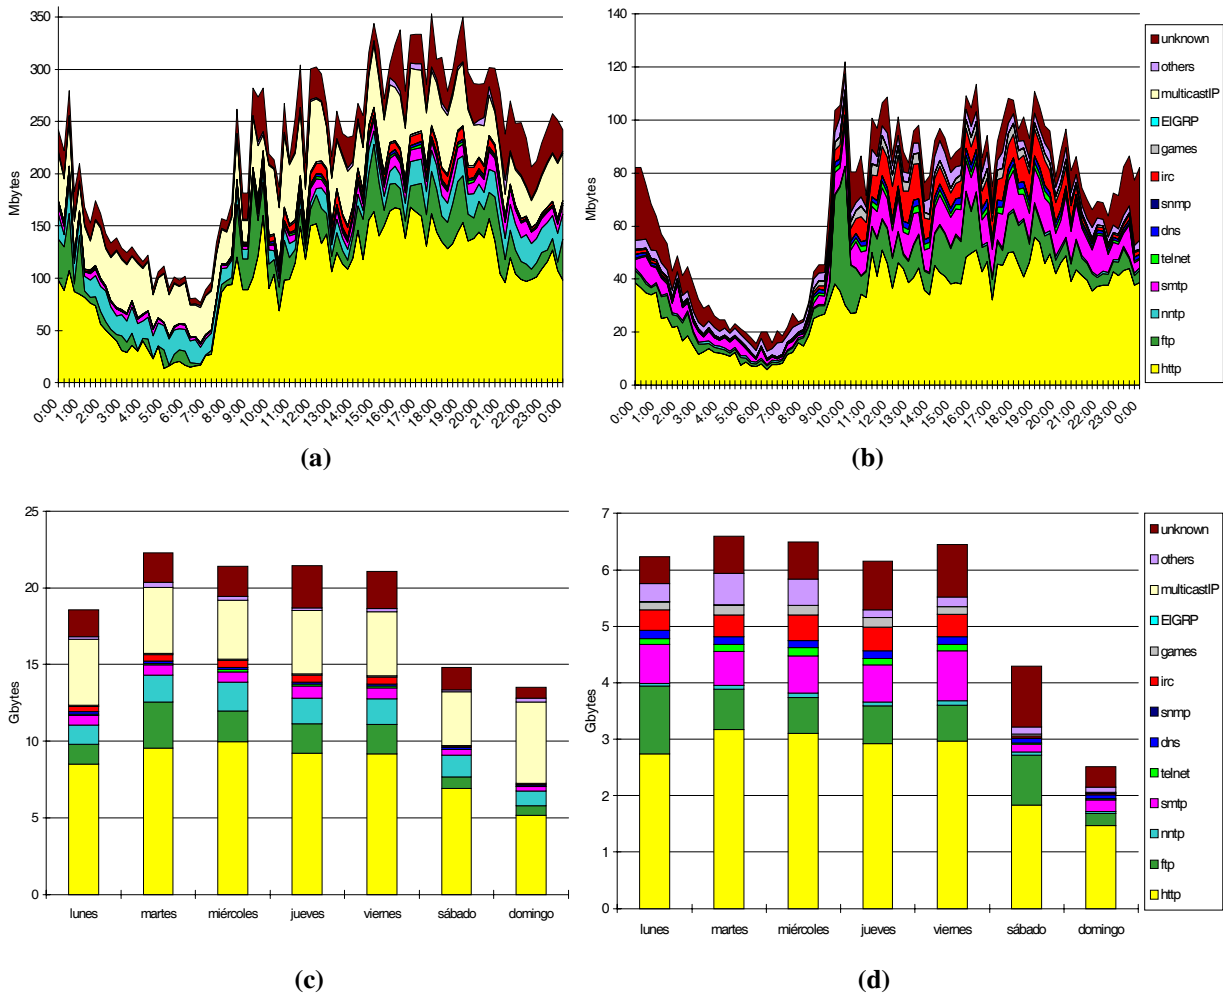 350
300
250
200
150
100
50
0
Mbytes
0:00
1:00
2:00
3:00
4:00
5:00
6:00
7:00
8:00
9:00
10:00
11:00
12:00
13:00
14:00
15:00
16:00
17:00
18:00
19:00
20:00
21:00
22:00
23:00
0:00
(a)
140
120
100
80
60
40
20
0
Mbytes
0:00
1:00
2:00
3:00
4:00
5:00
6:00
7:00
8:00
9:00
10:00
11:00
12:00
13:00
14:00
15:00
16:00
17:00
18:00
19:00
20:00
21:00
22:00
23:00
0:00
(b)
unknown
others
multicastIP
EIGRP
games
irc
snmp
dns
telnet
smtp
nntp
ftp
http
25
20
15
10
5
0
Gbytes
lunes
martes
miércoles
jueves
viernes
sábado
domingo
(c)
7
6
5
4
3
2
1
0
Gbytes
lunes
martes
miércoles
jueves
viernes
sábado
domingo
(d)
unknown
others
multicastIP
EIGRP
games
irc
snmp
dns
telnet
smtp
nntp
ftp
http